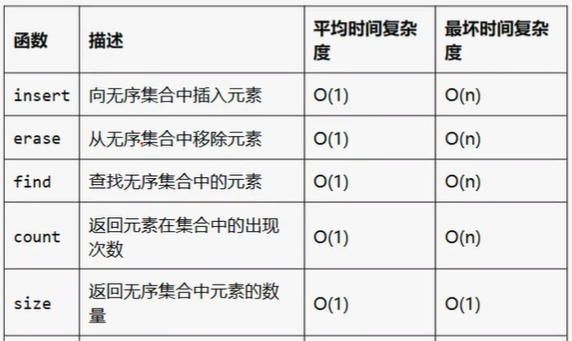 函数 描述 平均时间复杂 最坏时间复杂
度 度
insert 向无序集合中插入元素 O(1) O(n)
erase 从无序集合中移除元素 O(1) O(n)
find 查找无序集合中的元素 O(1) O(n)
count 返回元素在集合中的出现 O(1) O(n)
次数
size 返回无序集合中元素的数 O(1) O(1)
量